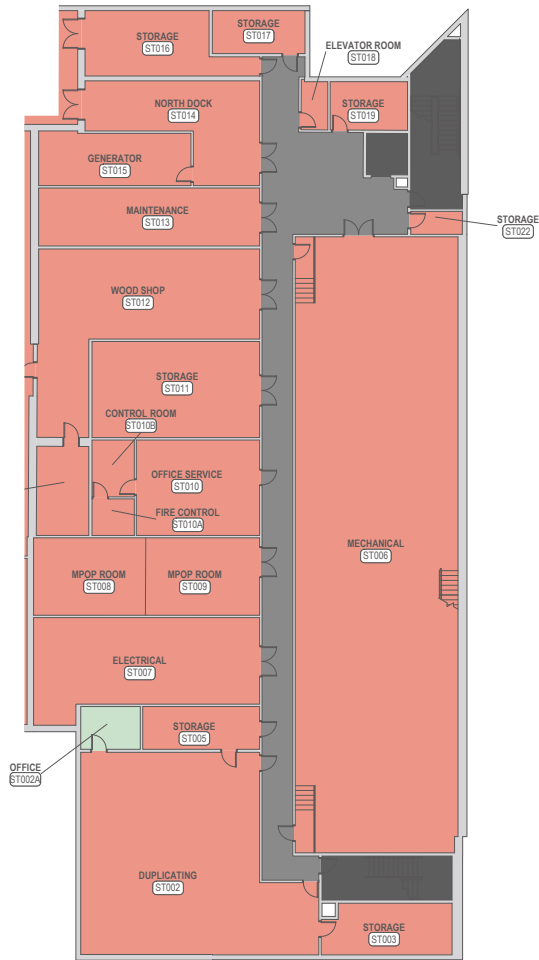 STORAGE
ST017
STORAGE
ST016
ELEVATOR ROOM
ST018
STORAGE
ST019
NORTH DOCK
ST014
GENERATOR
ST015
MAINTENANCE
ST013
STORAGE
ST022
WOOD SHOP
ST012
STORAGE
ST011
CONTROL ROOM
ST010B
OFFICE SERVICE
ST010
FIRE CONTROL
ST010A
MECHANICAL
ST006
MPOP ROOM
ST008
MPOP ROOM
ST009
ELECTRICAL
ST007
STORAGE
ST005
OFFICE
ST002A
DUPLICATING
ST002
STORAGE
ST003